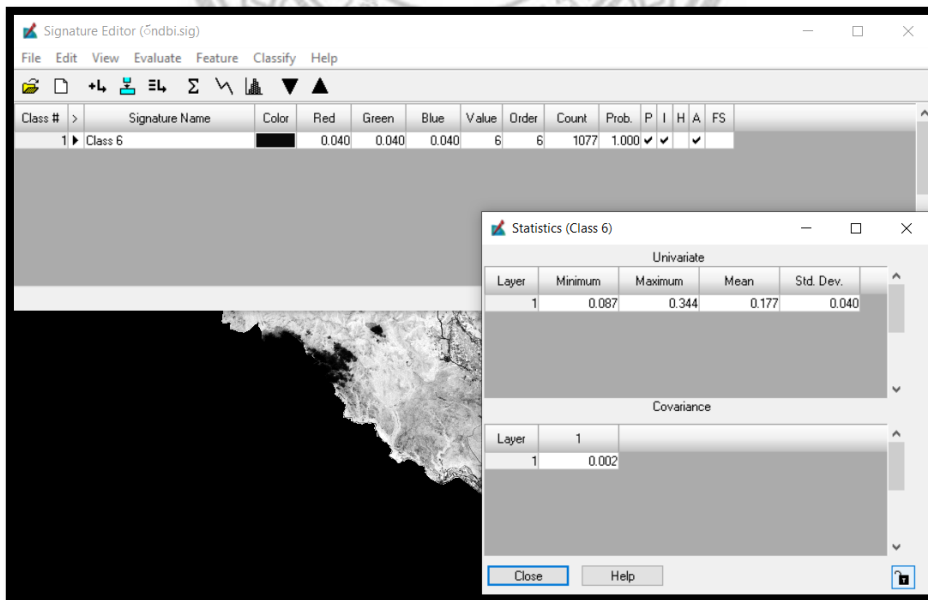 Signature Editor (อ๊ndbi.sig)
File Edit View Evaluate Feature Classify Help
Class # > Signature Name Color Red Green Blue Value Order Count Prob. P I H A FS
1 Class 6 0.040 0.040 0.040 6 6 1077 1.000 ✔ ✔ ✔
Statistics (Class 6)
Univariate
Layer Minimum Maximum Mean Std. Dev.
1 0.087 0.344 0.177 0.040
Covariance
Layer 1
1 0.002
Close Help